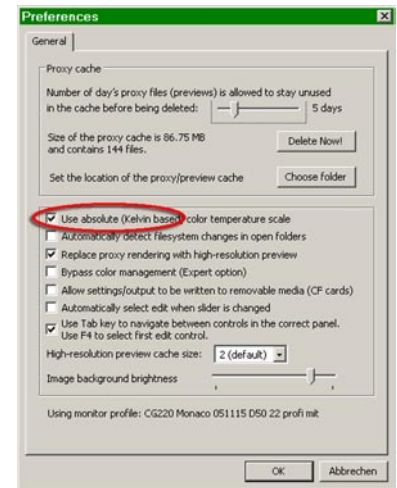 Preferences
General
Proxy cache
Number of day's proxy files (previews) is allowed to stay unused
in the cache before being deleted:
5 days
Size of the proxy cache is 86.75 MB
and contains 144 files.
Delete Now!
Set the location of the proxy/preview cache
Choose folder
Use absolute (Kelvin based) color temperature scale
Automatically detect filesystem changes in open folders
Replace proxy rendering with high-resolution preview
Bypass color management (Expert option)
Allow settings/output to be written to removable media (CF cards)
Automatically select edit when slider is changed
Use Tab key to navigate between controls in the correct panel.
Use F4 to select first edit control.
High-resolution preview cache size:
2 (default)
Image background brightness
Using monitor profile: CG220 Monaco 051115 D50 22 profi mit
OK
Abbrechen